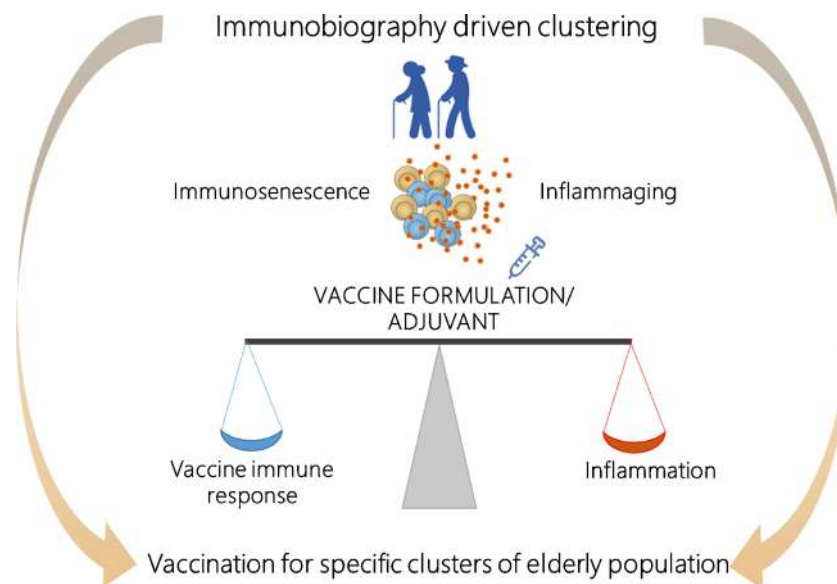 Immunobiography driven clustering
Immunosenescence
Inflammaging
VACCINE FORMULATION/
ADJUVANT
Vaccine immune
response
Inflammation
Vaccination for specific clusters of elderly population